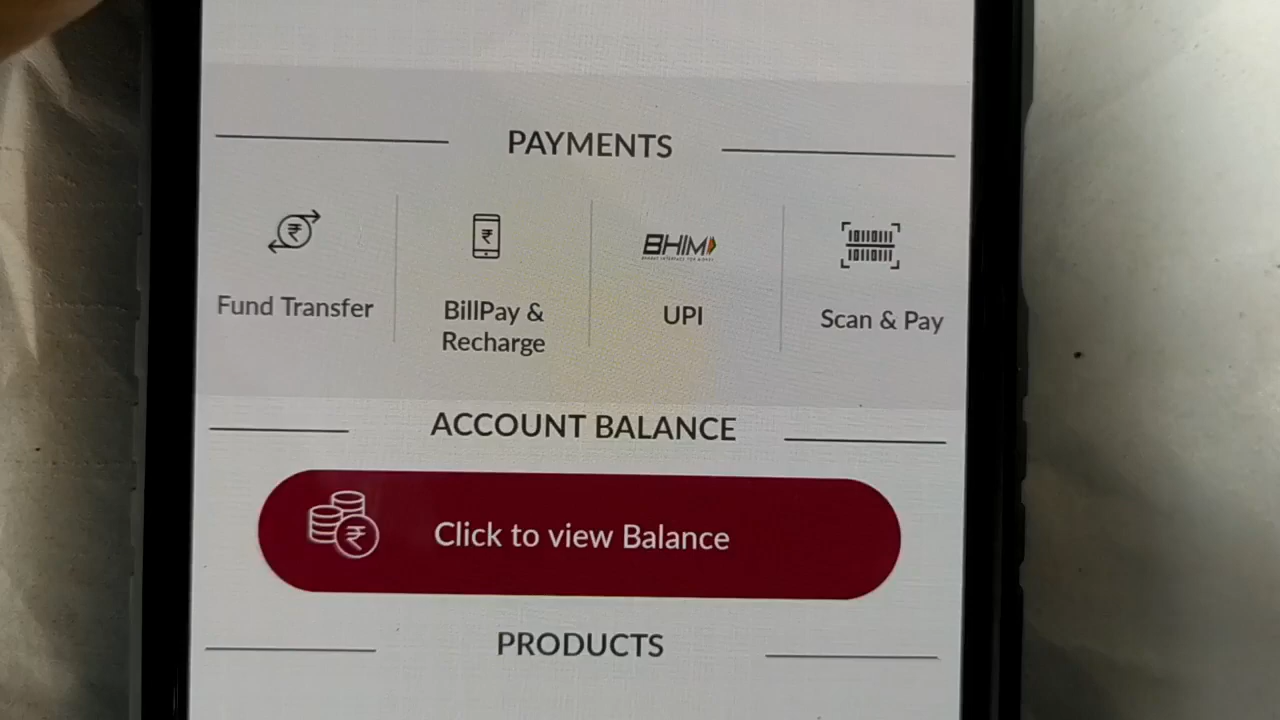 PAYMENTS
Fund Transfer
BillPay &
Recharge
BHIM
UPI
Scan & Pay
ACCOUNT BALANCE
Click to view Balance
PRODUCTS